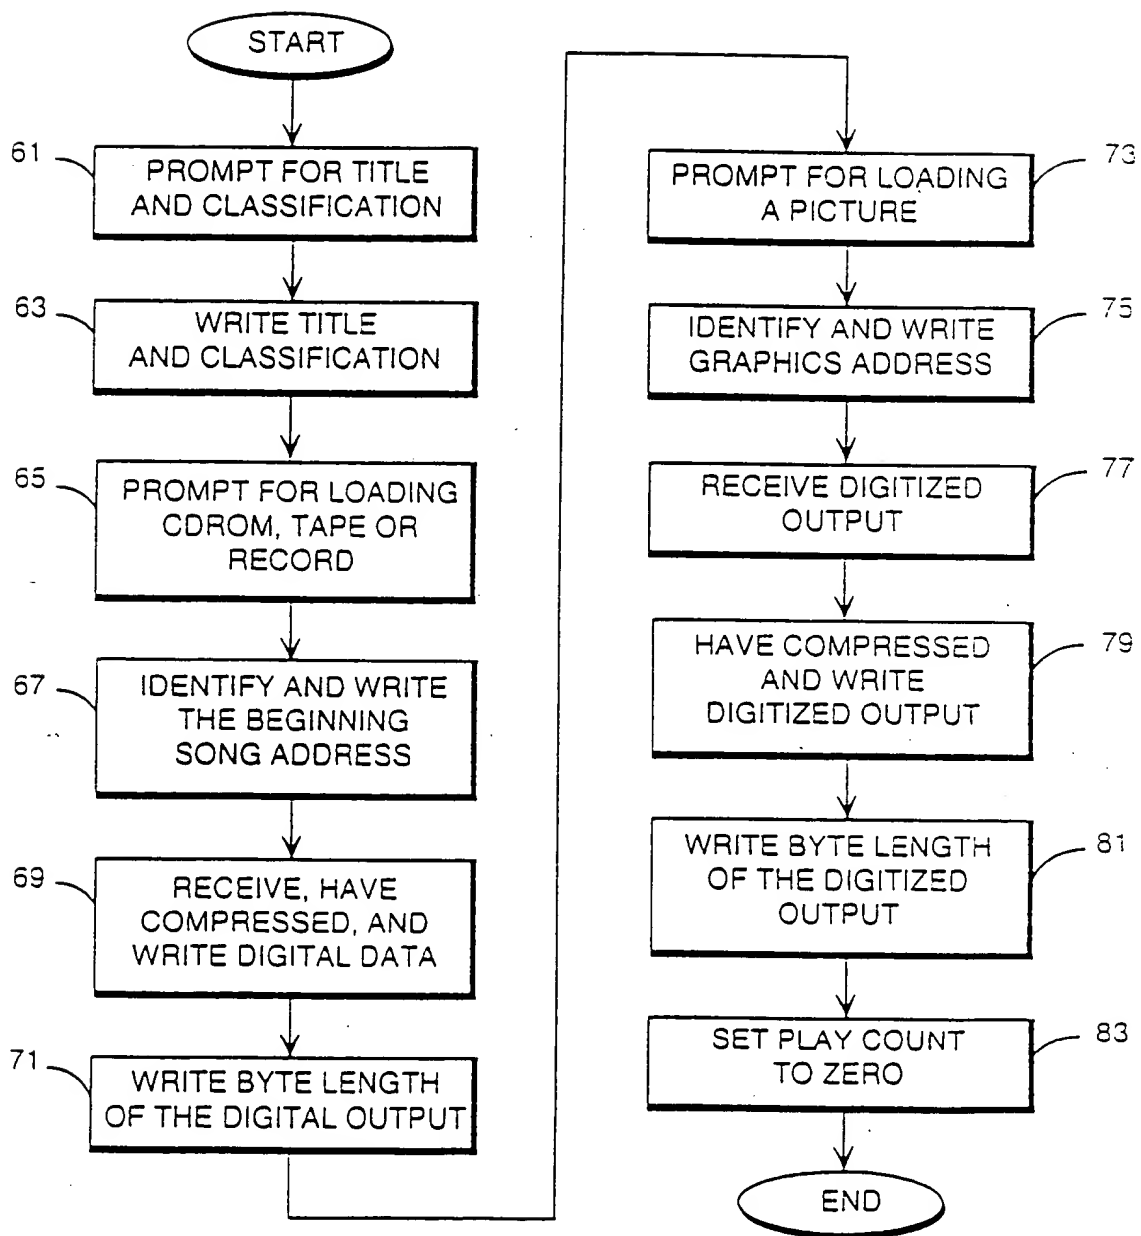 START
61
PROMPT FOR TITLE
AND CLASSIFICATION
63
WRITE TITLE
AND CLASSIFICATION
65
PROMPT FOR LOADING
CDROM, TAPE OR
RECORD
67
IDENTIFY AND WRITE
THE BEGINNING
SONG ADDRESS
69
RECEIVE, HAVE
COMPRESSED, AND
WRITE DIGITAL DATA
71
WRITE BYTE LENGTH
OF THE DIGITAL OUTPUT
73
PROMPT FOR LOADING
A PICTURE
75
IDENTIFY AND WRITE
GRAPHICS ADDRESS
77
RECEIVE DIGITIZED
OUTPUT
79
HAVE COMPRESSED
AND WRITE
DIGITIZED OUTPUT
81
WRITE BYTE LENGTH
OF THE DIGITIZED
OUTPUT
83
SET PLAY COUNT
TO ZERO
END